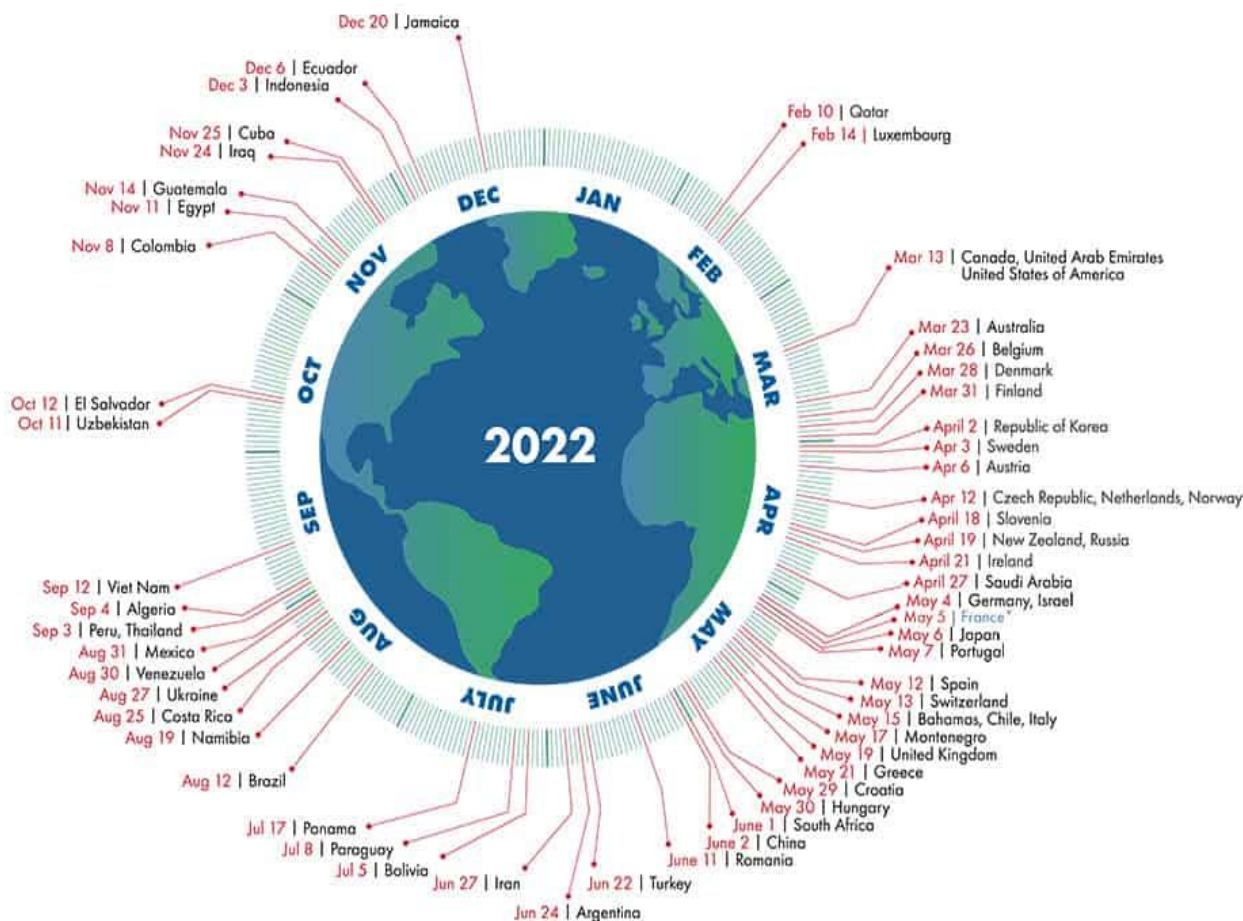 Dec 20 | Jamaica
Dec 6 | Ecuador
Dec 3 | Indonesia
Nov 25 | Cuba
Nov 24 | Iraq
Nov 14 | Guatemala
Nov 11 | Egypt
Nov 8 | Colombia
Oct 12 | El Salvador
Oct 11 | Uzbekistan
Sep 12 | Viet Nam
Sep 4 | Algeria
Sep 3 | Peru, Thailand
Aug 31 | Mexico
Aug 30 | Venezuela
Aug 27 | Ukraine
Aug 25 | Costa Rica
Aug 19 | Namibia
Aug 12 | Brazil
Jul 17 | Panama
Jul 8 | Paraguay
Jul 5 | Bolivia
Jun 27 | Iran
Jun 24 | Argentina
Jun 22 | Turkey
Feb 10 | Qatar
Feb 14 | Luxembourg
Mar 13 | Canada, United Arab Emirates
United States of America
Mar 23 | Australia
Mar 26 | Belgium
Mar 28 | Denmark
Mar 31 | Finland
April 2 | Republic of Korea
Apr 3 | Sweden
Apr 6 | Austria
Apr 12 | Czech Republic, Netherlands, Norway
April 18 | Slovenia
April 19 | New Zealand, Russia
April 21 | Ireland
April 27 | Saudi Arabia
May 4 | Germany, Israel
May 5 | France*
May 6 | Japan
May 7 | Portugal
May 12 | Spain
May 13 | Switzerland
May 15 | Bahamas, Chile, Italy
May 17 | Montenegro
May 19 | United Kingdom
May 21 | Greece
May 29 | Croatia
May 30 | Hungary
June 1 | South Africa
June 2 | China
June 11 | Romania
JAN
FEB
MAR
APR
MAY
JUNE
JULY
AUG
SEP
OCT
NOV
DEC
2022